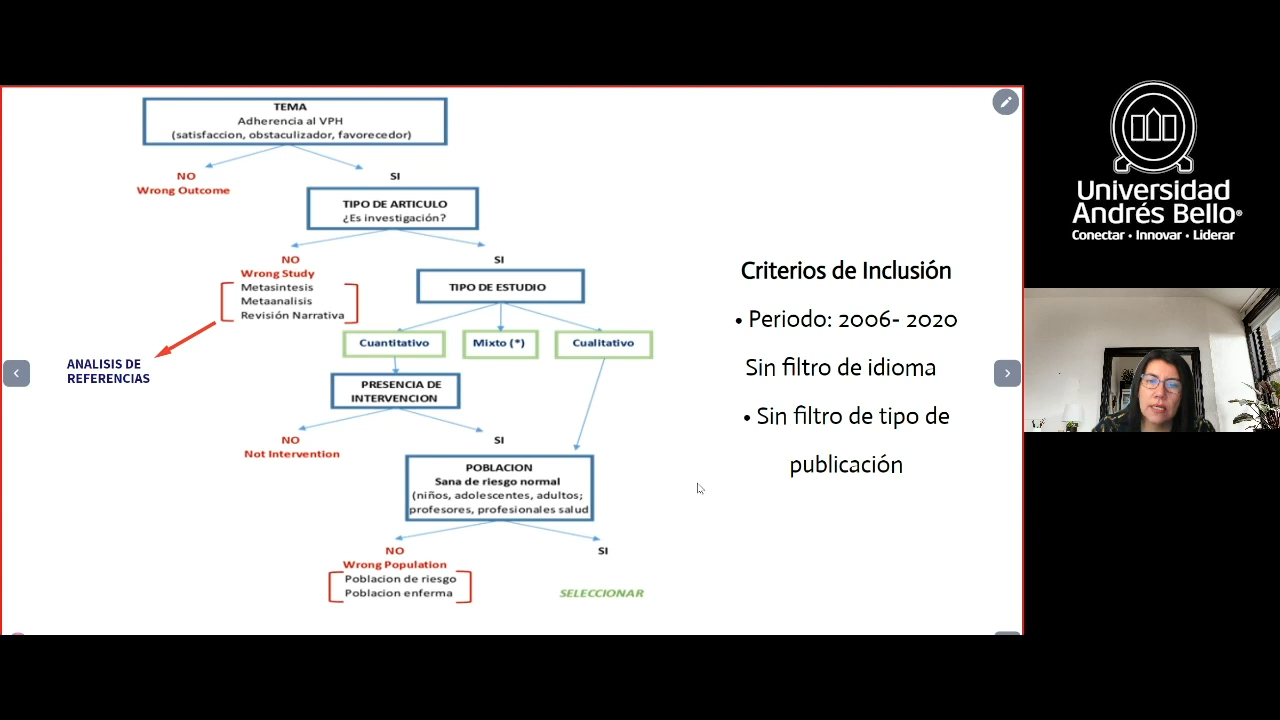 TEMA
Adherencia al VPH
(satisfaccion, obstaculizador, favorecedor)
NO
Wrong Outcome
SI
TIPO DE ARTICULO
¿Es investigación?
NO
Wrong Study
Metasintesis
Metaanalisis
Revisión Narrativa
ANALISIS DE
REFERENCIAS
SI
TIPO DE ESTUDIO
Cuantitativo
Mixto (*)
Cualitativo
PRESENCIA DE
INTERVENCION
NO
Not Intervention
SI
POBLACION
Sana de riesgo normal
(niños, adolescentes, adultos;
profesores, profesionales salud
NO
Wrong Population
Poblacion de riesgo
Poblacion enferma
SI
SELECCIONAR
Criterios de Inclusión
• Periodo: 2006- 2020
Sin filtro de idioma
• Sin filtro de tipo de
publicación
Universidad
Andrés Bello®
Conectar • Innovar • Liderar